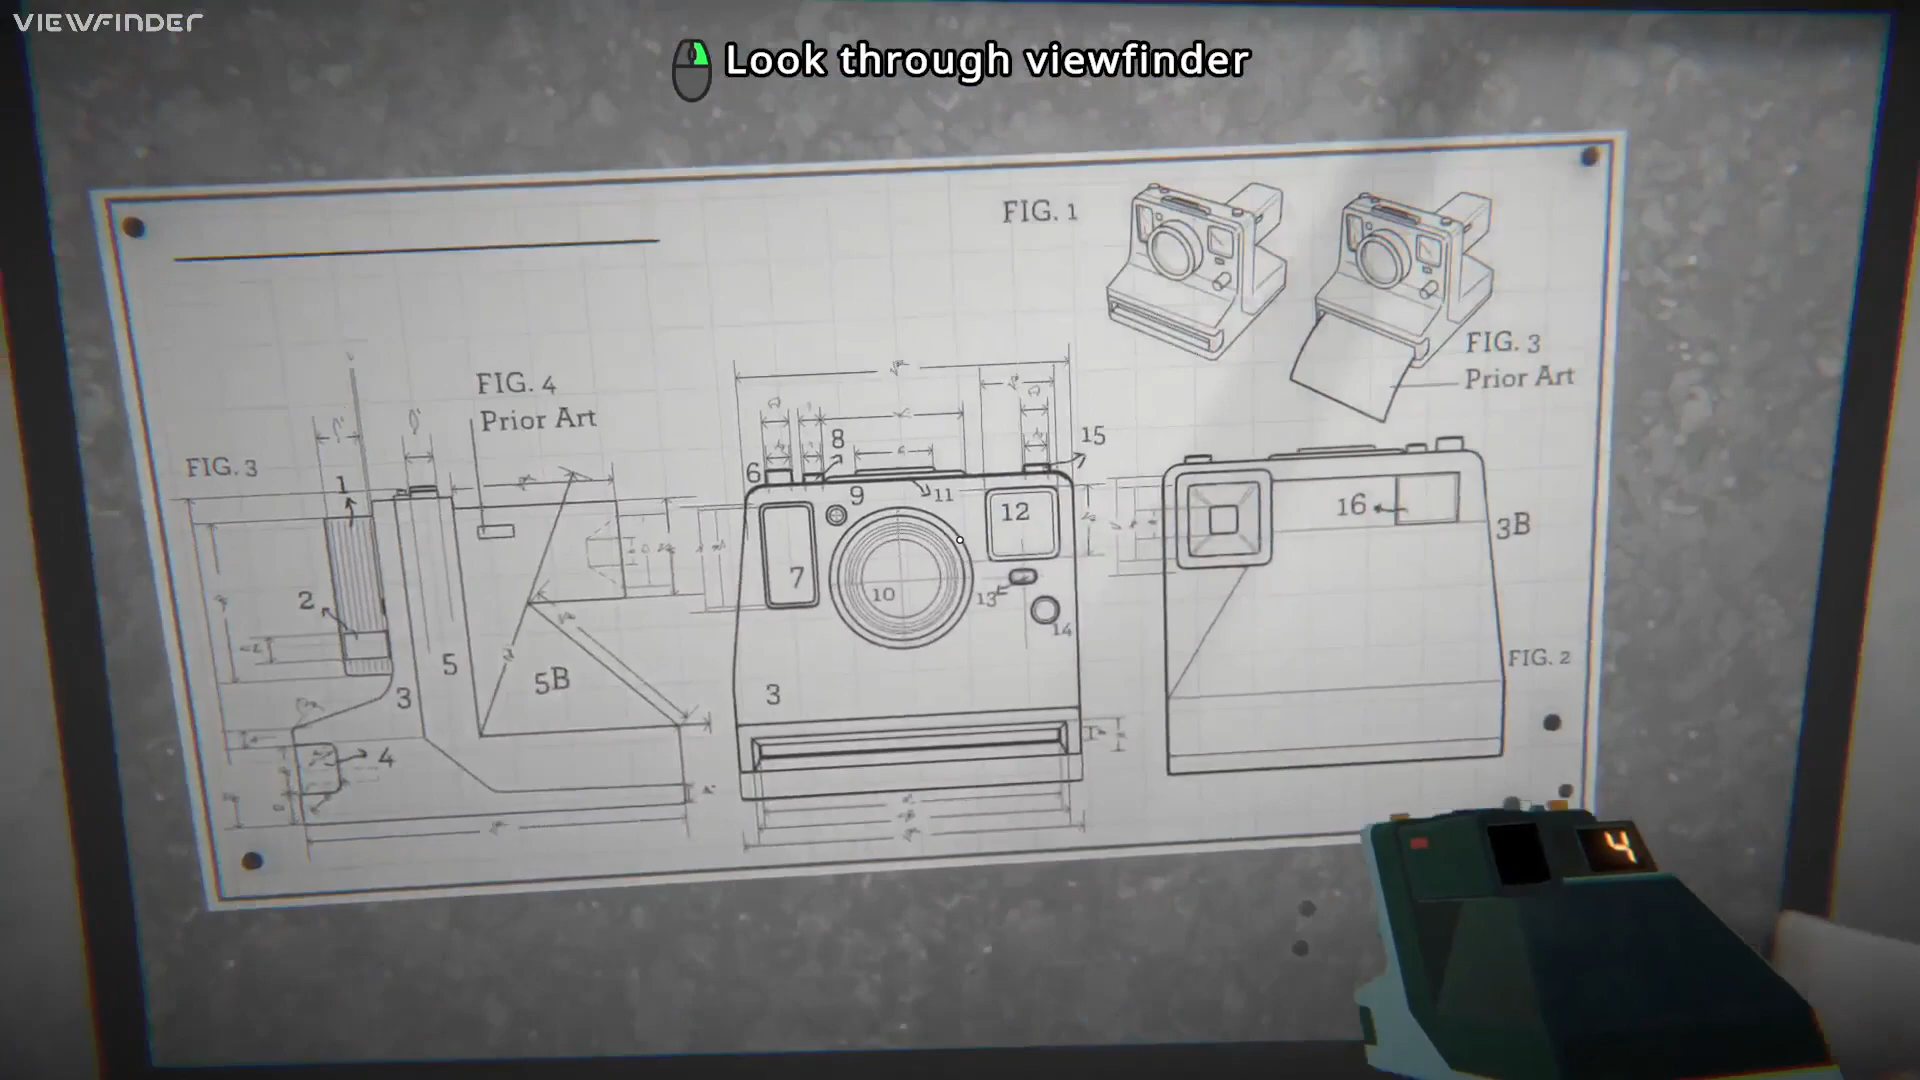 VIEWFINDER
Look through viewfinder
FIG. 1
FIG. 3
Prior Art
FIG. 4
Prior Art
FIG. 3
1
2
3
4
5
5B
6
7
8
9
10
11
12
13
14
15
3
16
3B
FIG. 2
4